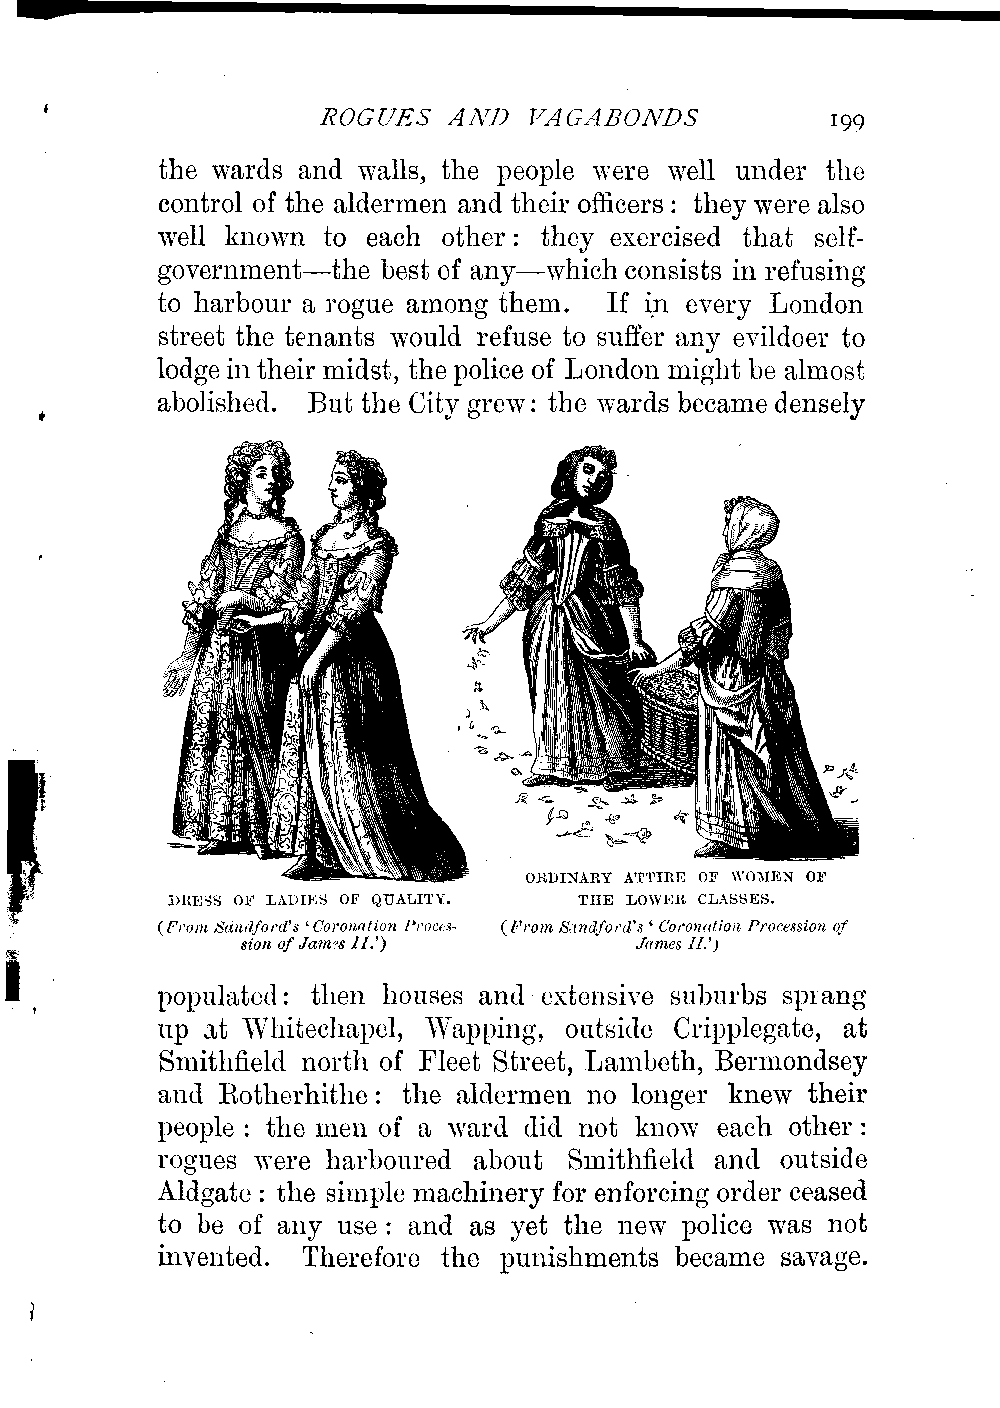 ROGUES AND VAGABONDS 199
the wards and walls, the people were well under the
control of the aldermen and their officers: they were also
well known to each other: they exercised that self-
government—the best of any—which consists in refusing
to harbour a rogue among them. If in every London
street the tenants would refuse to suffer any evildoer to
lodge in their midst, the police of London might be almost
abolished. But the City grew: the wards became densely
DRESS OF LADIES OF QUALITY.
(From Sandford's 'Coronation Proces-
sion of James II.')
ORDINARY ATTIRE OF WOMEN OF
THE LOWER CLASSES.
(From Sandford's 'Coronation Procession of
James II.')
populated: then houses and extensive suburbs sprang
up at Whitechapel, Wapping, outside Cripplegate, at
Smithfield north of Fleet Street, Lambeth, Bermondsey
and Rotherhithe: the aldermen no longer knew their
people: the men of a ward did not know each other:
rogues were harboured about Smithfield and outside
Aldgate: the simple machinery for enforcing order ceased
to be of any use: and as yet the new police was not
invented. Therefore the punishments became savage.